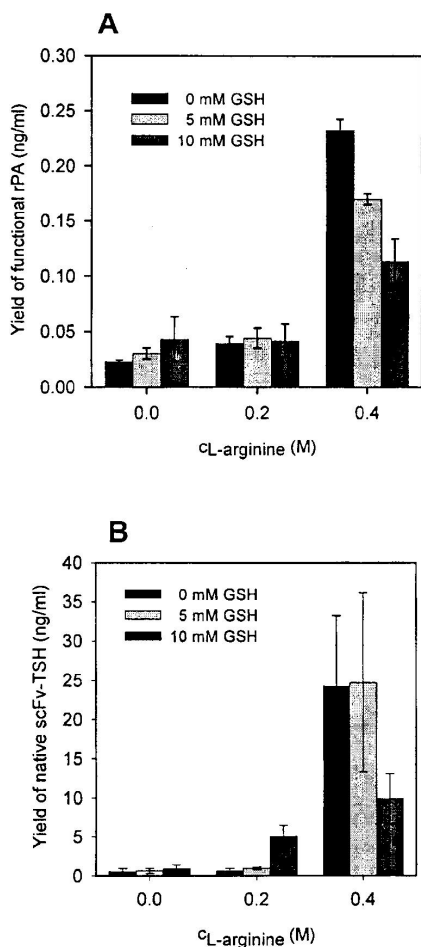 A
Yield of functional rPA (ng/ml)
0.30
0.25
0.20
0.15
0.10
0.05
0.00
0 mM GSH
5 mM GSH
10 mM GSH
0.0 0.2 0.4
cL-arginine (M)
B
Yield of native scFv-TSH (ng/ml)
40
35
30
25
20
15
10
5
0
0 mM GSH
5 mM GSH
10 mM GSH
0.0 0.2 0.4
cL-arginine (M)